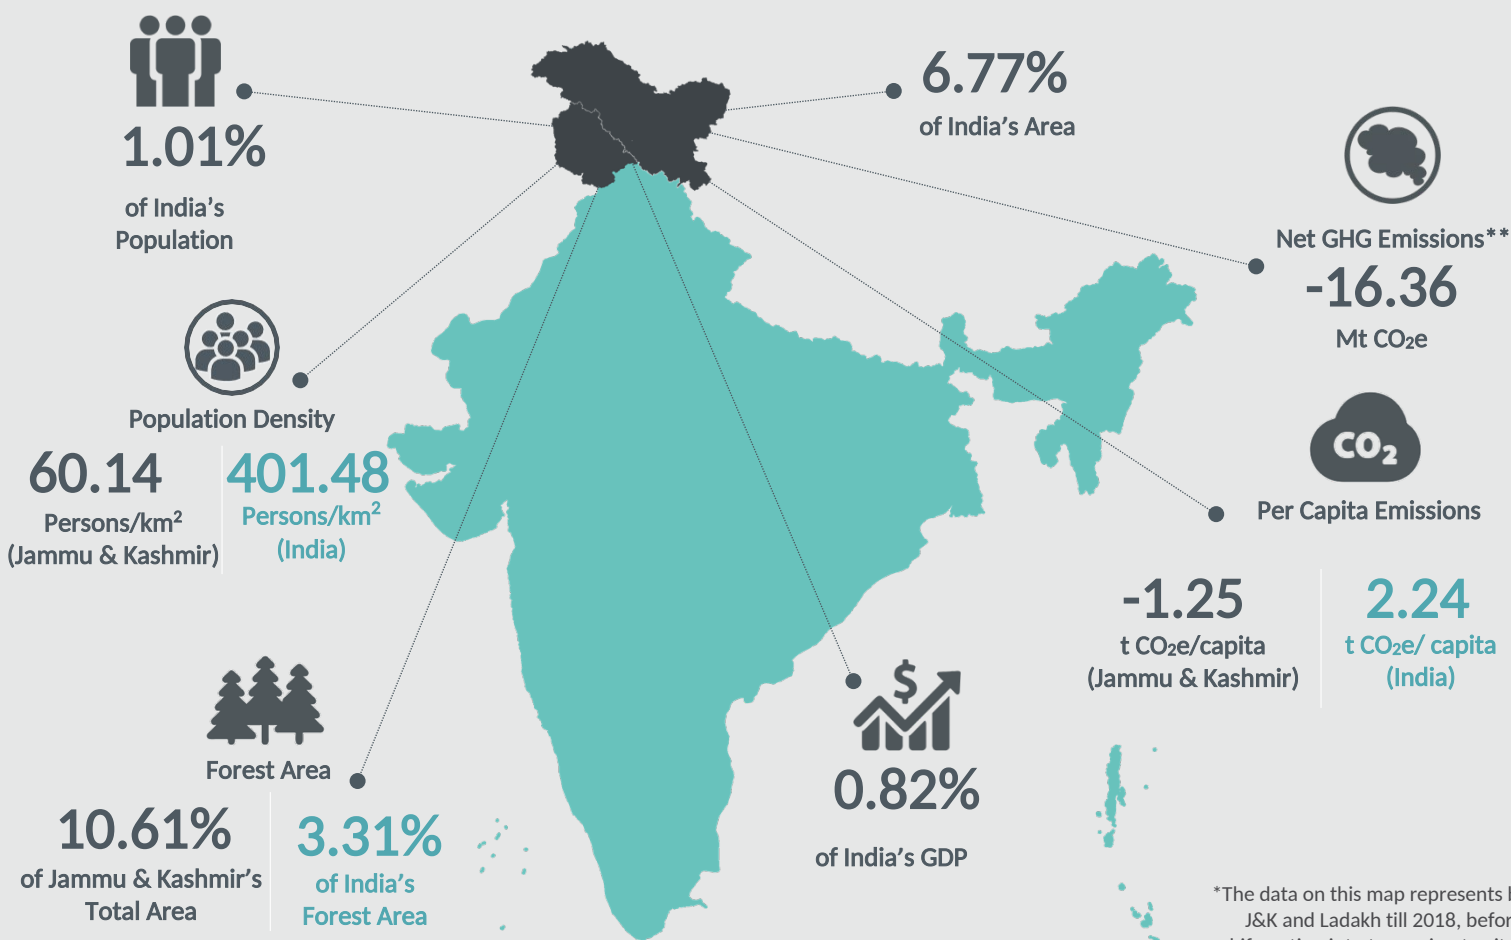 1.01%
of India's
Population
6.77%
of India's Area
Net GHG Emissions**
-16.36
Mt CO₂e
Population Density
60.14
Persons/km²
(Jammu & Kashmir)
401.48
Persons/km²
(India)
CO₂
Per Capita Emissions
-1.25
t CO₂e/capita
(Jammu & Kashmir)
2.24
t CO₂e/ capita
(India)
Forest Area
10.61%
of Jammu & Kashmir's
Total Area
3.31%
of India's
Forest Area
$
0.82%
of India's GDP
*The data on this map represents
J&K and Ladakh till 2018,